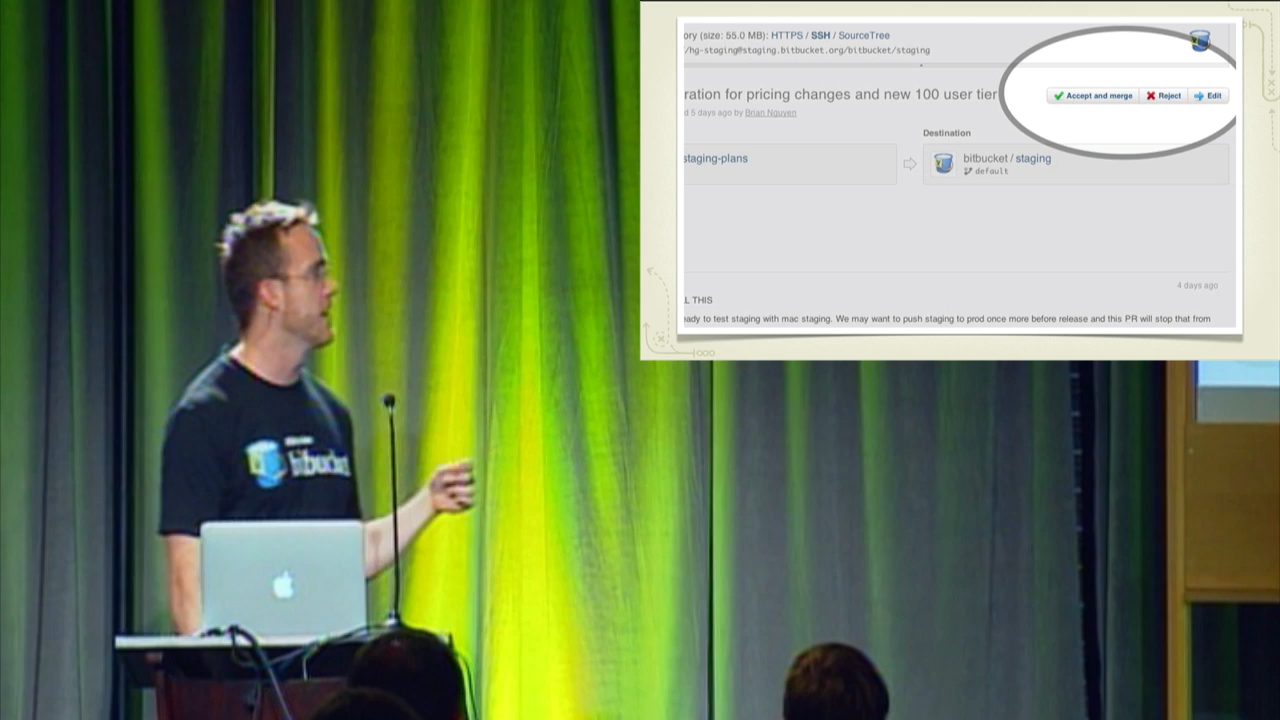 ory (size: 55.0 MB): HTTPS / SSH / SourceTree
/hg-staging@staging.bitbucket.org/bitbucket/staging
ration for pricing changes and new 100 user tier
Accept and merge Reject Edit
d 5 days ago by Brian Nguyen
Destination
staging-plans
bitbucket / staging
default
4 days ago
L THIS
ady to test staging with mac staging. We may want to push staging to prod once more before release and this PR will stop that from
bitbucket